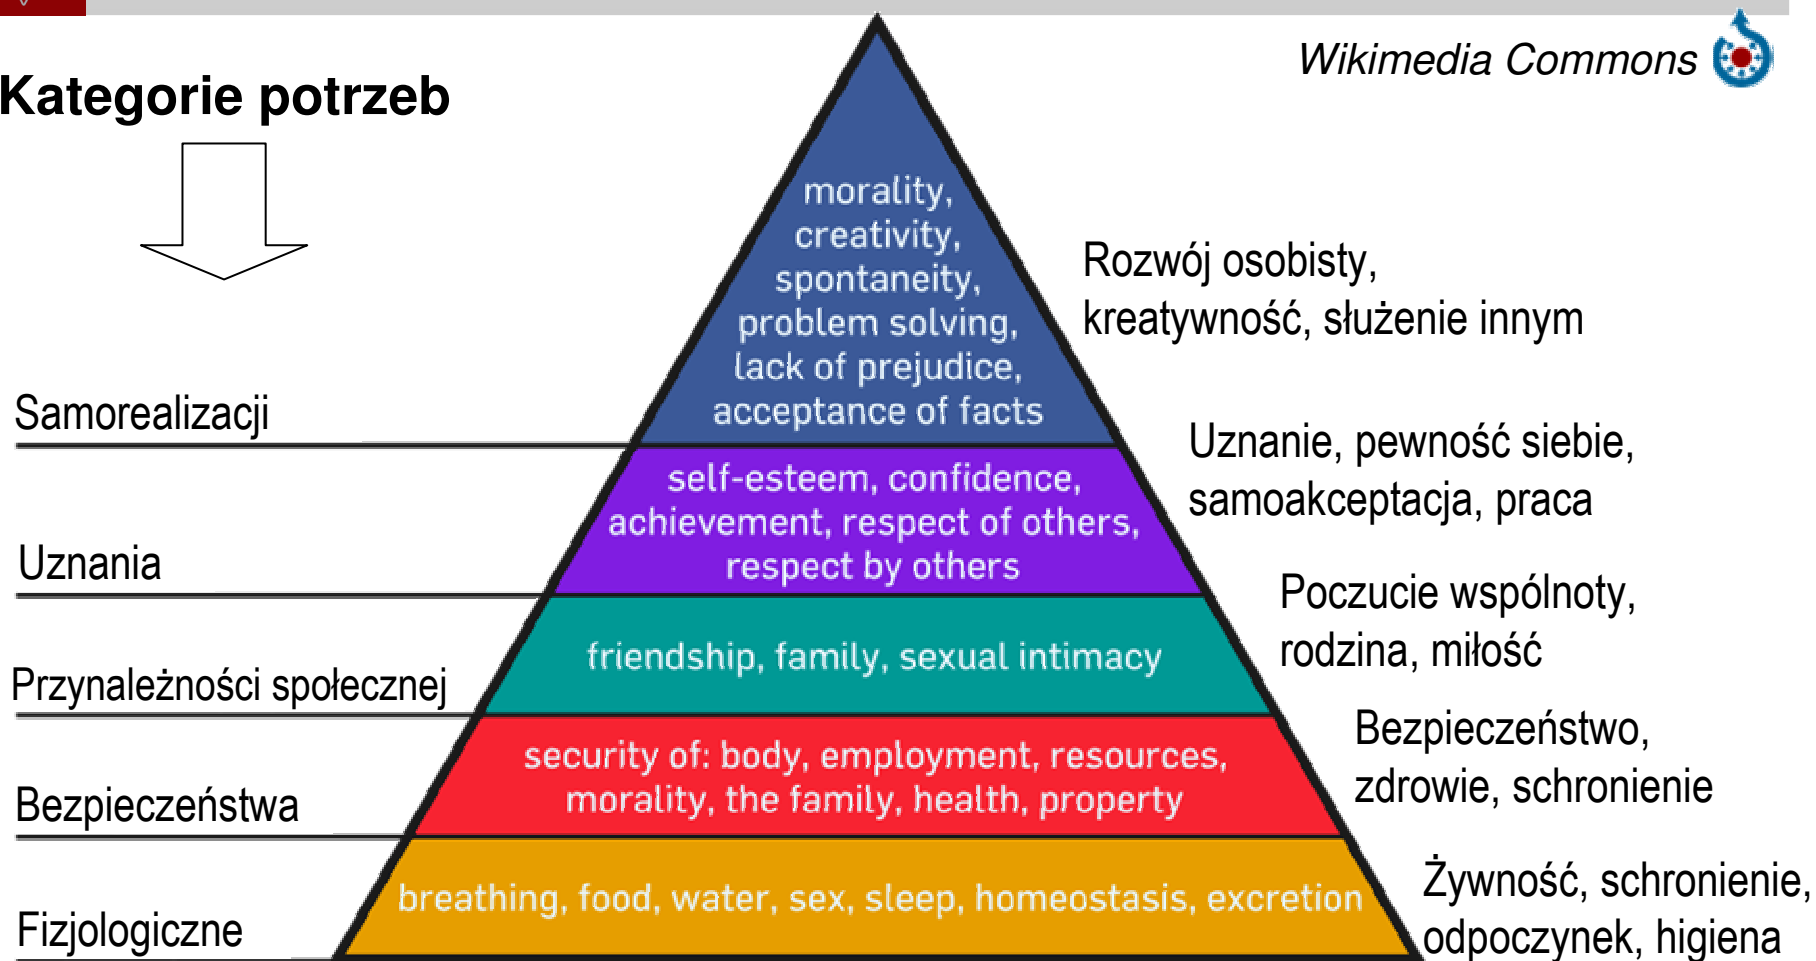 Wikimedia Commons
Kategorie potrzeb
morality,
creativity,
spontaneity,
problem solving,
lack of prejudice,
acceptance of facts
Rozwój osobisty,
kreatywność, służenie innym
Samorealizacji
self-esteem, confidence,
achievement, respect of others,
respect by others
Uznanie, pewność siebie,
samoakceptacja, praca
Uznania
friendship, family, sexual intimacy
Poczucie wspólnoty,
rodzina, miłość
Przynależności społecznej
security of: body, employment, resources,
morality, the family, health, property
Bezpieczeństwo,
zdrowie, schronienie
Bezpieczeństwa
breathing, food, water, sex, sleep, homeostasis, excretion
Żywność, schronienie,
odpoczynek, higiena
Fizjologiczne